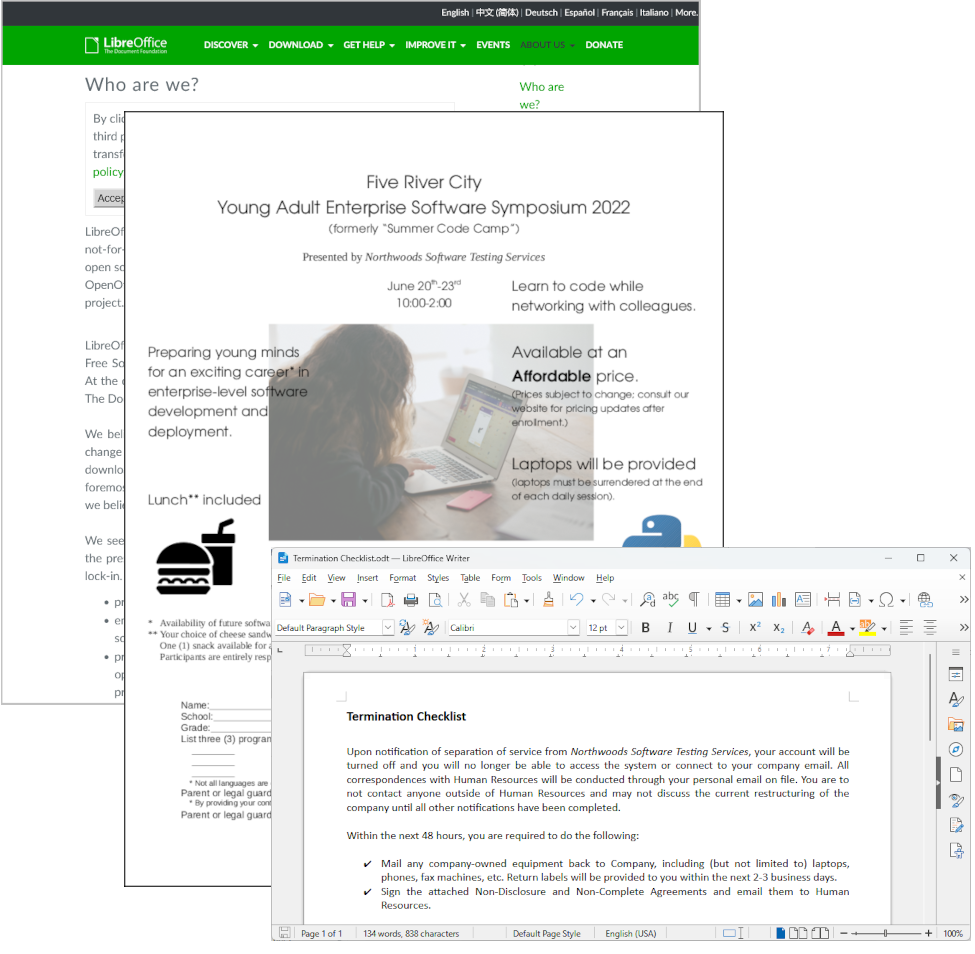 English | 中文 (简体) | Deutsch | Español | Français | Italiano | More.
LibreOffice
The Document Foundation
DISCOVER DOWNLOAD GET HELP IMPROVE IT EVENTS ABOUT US DONATE
Who are we?
Who are
we?
By clic
third p
transf
policy
Accep
LibreOf
not-for-
open so
OpenO
project.
LibreOf
Free So
At the
The Do
We bel
change
downlo
foremos
we belie
We see
the pre
lock-in.
• pr
• en
so
• pr
op
pr
Five River City
Young Adult Enterprise Software Symposium 2022
(formerly “Summer Code Camp”)
Presented by Northwoods Software Testing Services
June 20th-23rd
10:00-2:00
Learn to code while
networking with colleagues.
Preparing young minds
for an exciting career* in
enterprise-level software
development and
deployment.
Available at an
Affordable price.
(Prices subject to change; consult our
website for pricing updates after
enrollment.)
Laptops will be provided
(laptops must be surrendered at the end
of each daily session).
Lunch** included
* Availability of future softwa
** Your choice of cheese sandw
One (1) snack available for
Participants are entirely resp
Name:
School:
Grade:
List three (3) program
* Not all languages are
Parent or legal guard
* By providing your cont
Parent or legal guard
Termination Checklist.odt — LibreOffice Writer
File Edit View Insert Format Styles Table Form Tools Window Help
Default Paragraph Style Calibri 12 pt
Termination Checklist
Upon notification of separation of service from Northwoods Software Testing Services, your account will be
turned off and you will no longer be able to access the system or connect to your company email. All
correspondences with Human Resources will be conducted through your personal email on file. You are to
not contact anyone outside of Human Resources and may not discuss the current restructuring of the
company until all other notifications have been completed.
Within the next 48 hours, you are required to do the following:
✔ Mail any company-owned equipment back to Company, including (but not limited to) laptops,
phones, fax machines, etc. Return labels will be provided to you within the next 2-3 business days.
✔ Sign the attached Non-Disclosure and Non-Complete Agreements and email them to Human
Resources.
Page 1 of 1 134 words, 838 characters Default Page Style English (USA) 100%